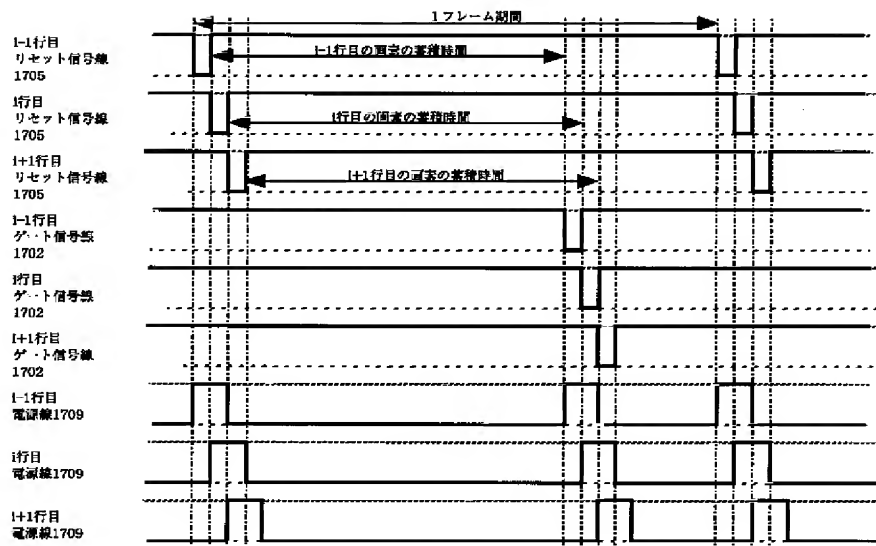 1フレーム期間
i-1行目
リセット信号線
1705
i-1行目の画素の蓄積時間
i行目
リセット信号線
1705
i行目の画素の蓄積時間
i+1行目
リセット信号線
1705
i+1行目の画素の蓄積時間
i-1行目
ゲート信号線
1702
i行目
ゲート信号線
1702
i+1行目
ゲート信号線
1702
i-1行目
電源線1709
i行目
電源線1709
i+1行目
電源線1709